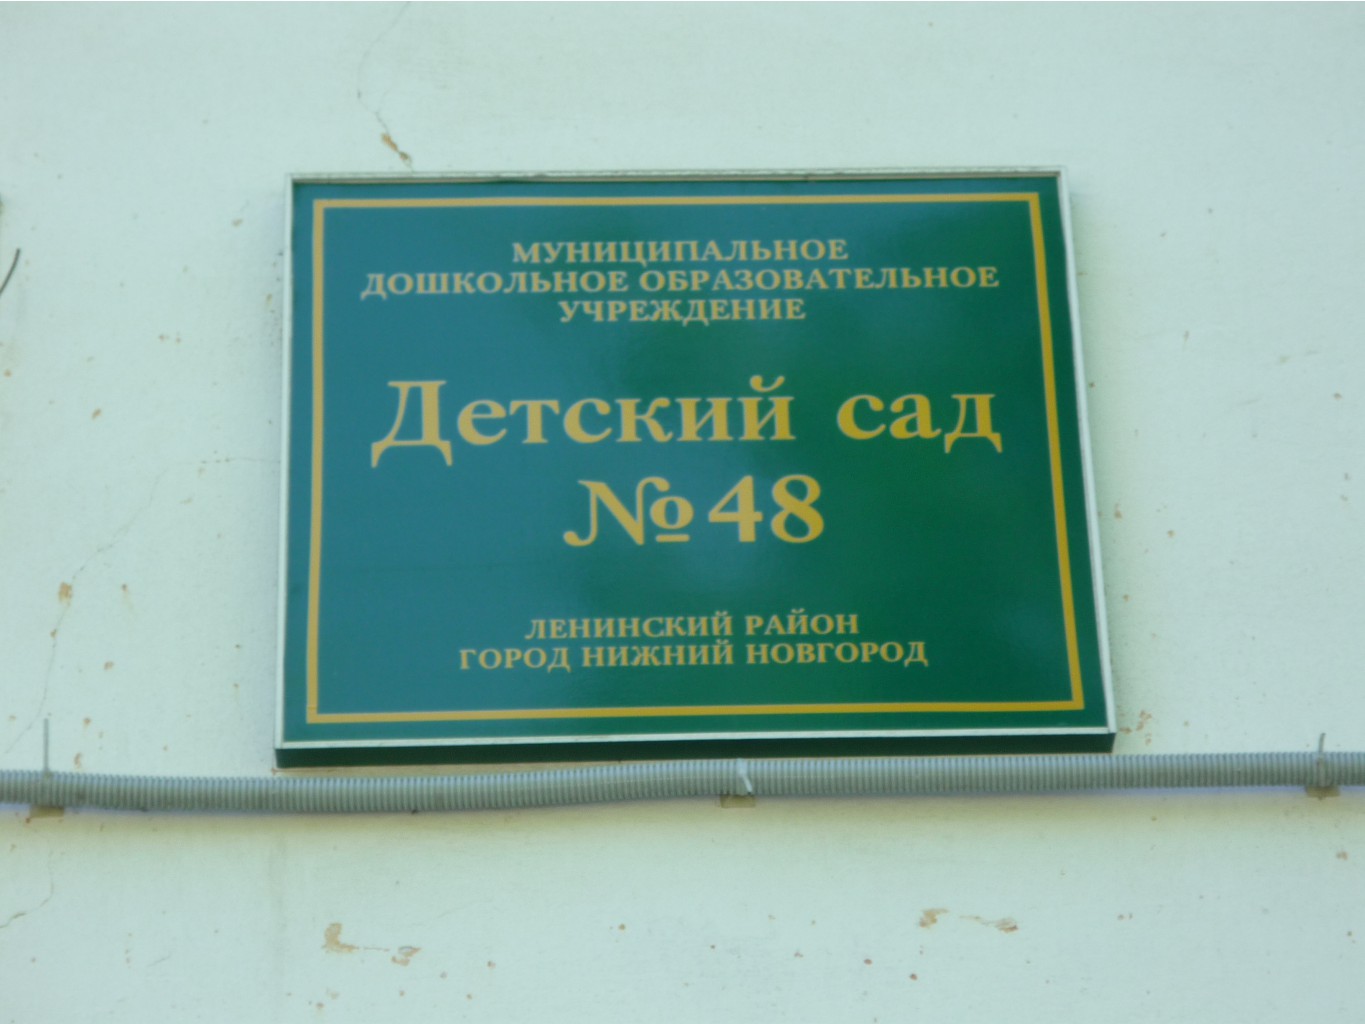 МУНИЦИПАЛЬНОЕ
ДОШКОЛЬНОЕ ОБРАЗОВАТЕЛЬНОЕ
УЧРЕЖДЕНИЕ
Детский сад
№48
ЛЕНИНСКИЙ РАЙОН
ГОРОД НИЖНИЙ НОВГОРОД